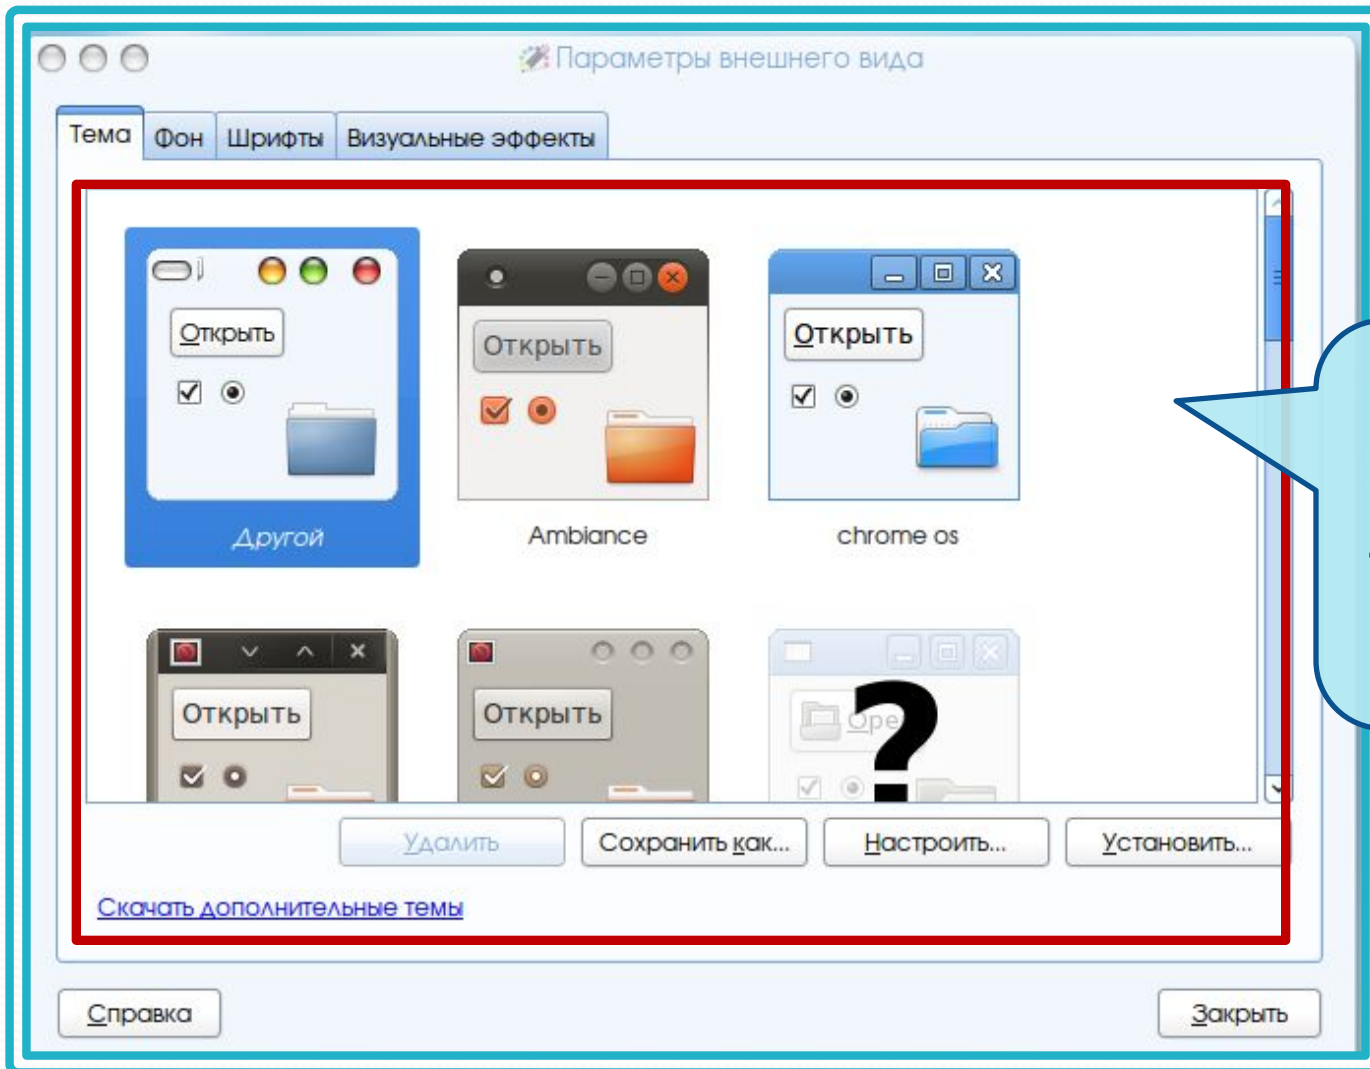 Параметры внешнего вида
Тема Фон Шрифты Визуальные эффекты
Открыть Открыть Открыть
Другой Ambiance chrome os
Открыть Открыть Ope
?
Удалить Сохранить как... Настроить... Установить...
Скачать дополнительные темы
Справка Закрыть